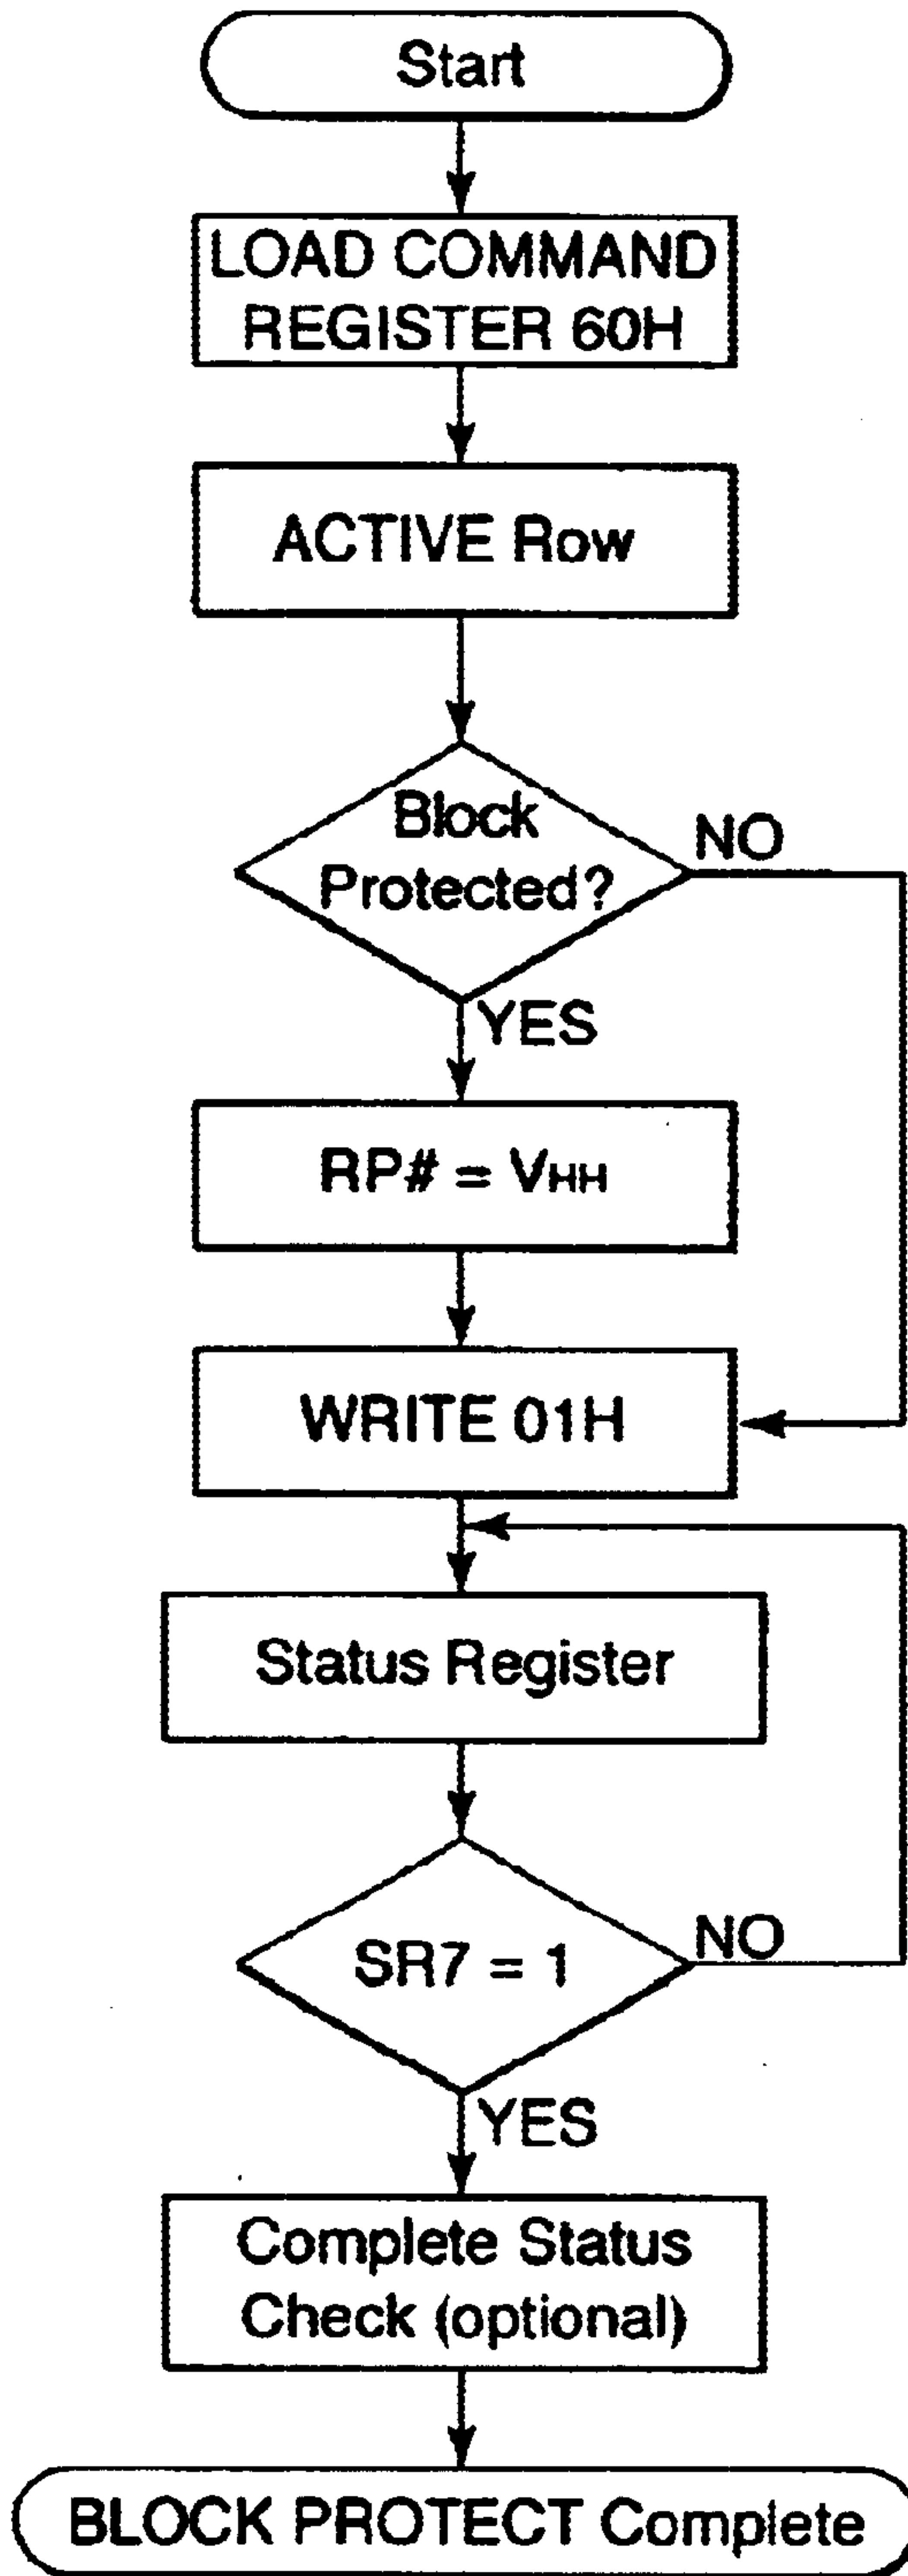 Start
LOAD COMMAND
REGISTER 60H
ACTIVE Row
Block
Protected?
NO
YES
RP# = VHH
WRITE 01H
Status Register
SR7 = 1
NO
YES
Complete Status
Check (optional)
BLOCK PROTECT Complete